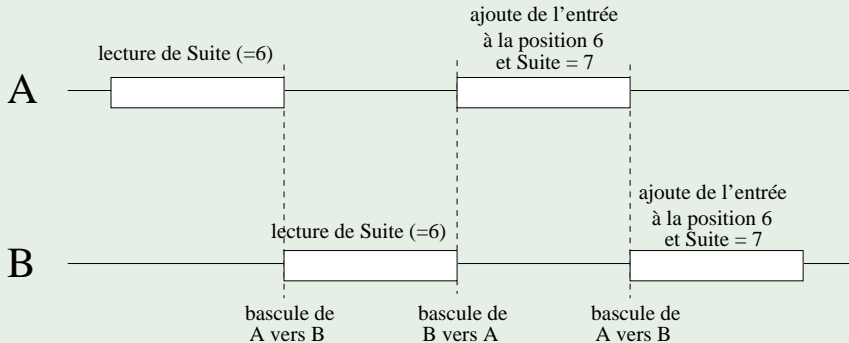 ajoute de l'entrée
à la position 6
et Suite = 7
lecture de Suite (=6)
A
ajoute de l'entrée
à la position 6
et Suite = 7
lecture de Suite (=6)
B
bascule de
A vers B
bascule de
B vers A
bascule de
A vers B